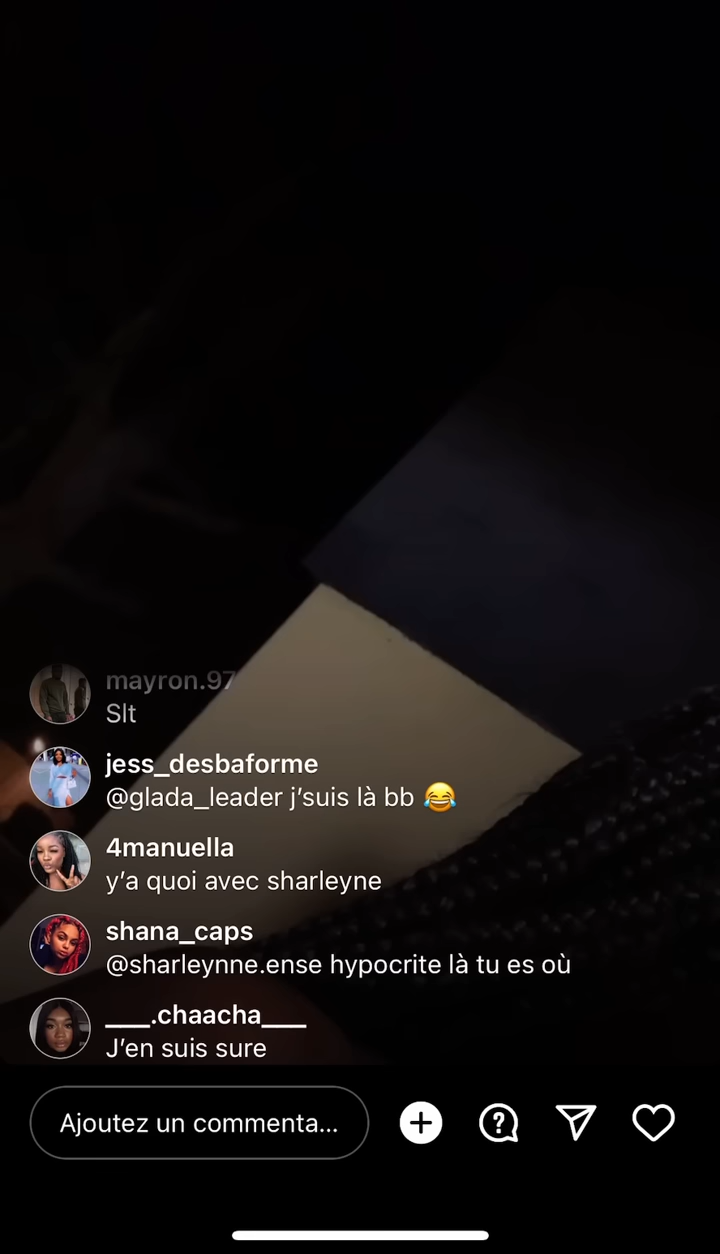 mayron.97
Slt
jess_desbaforme
@glada_leader j’suis là bb 😂
4manuella
y’a quoi avec sharleyne
shana_caps
@sharleynne.ense hypocrite là tu es où
___.chaacha___
J’en suis sure
Ajoutez un commenta...